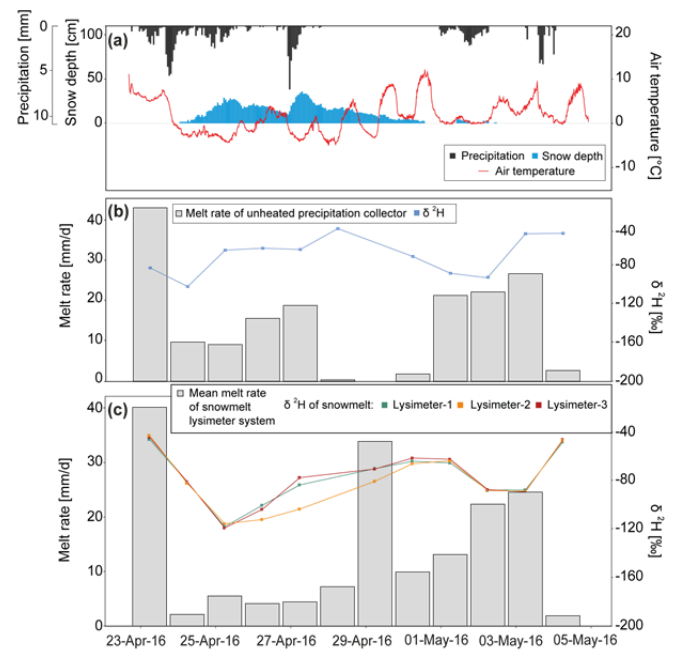 Precipitation [mm]
0
5
10
Snow depth [cm]
100
50
0
(a)
20
10
0
-10
Air temperature [°C]
Precipitation Snow depth
Air temperature
(b)
Melt rate of unheated precipitation collector δ ²H
Melt rate [mm/d]
40
30
20
10
0
-40
-80
-120
-160
-200
δ ²H [‰]
(c)
Mean melt rate
of snowmelt
lysimeter system
δ ²H of snowmelt: Lysimeter-1 Lysimeter-2 Lysimeter-3
Melt rate [mm/d]
40
30
20
10
0
-40
-80
-120
-160
-200
δ ²H [‰]
23-Apr-16 25-Apr-16 27-Apr-16 29-Apr-16 01-May-16 03-May-16 05-May-16